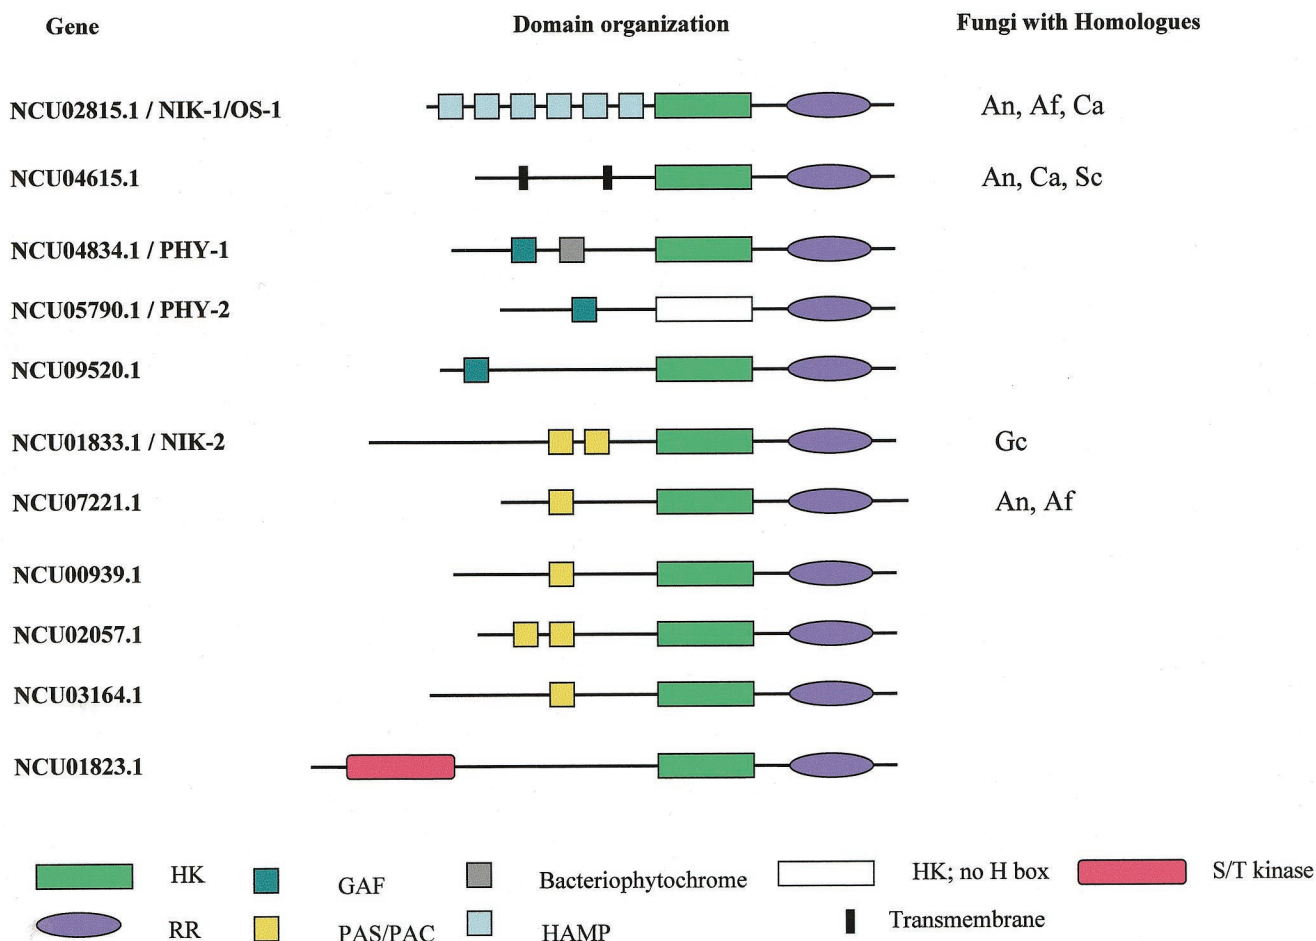 Gene Domain organization Fungi with Homologues
NCU02815.1 / NIK-1/OS-1 An, Af, Ca
NCU04615.1 An, Ca, Sc
NCU04834.1 / PHY-1
NCU05790.1 / PHY-2
NCU09520.1
NCU01833.1 / NIK-2 Gc
NCU07221.1 An, Af
NCU00939.1
NCU02057.1
NCU03164.1
NCU01823.1
HK GAF Bacteriophytochrome HK; no H box S/T kinase
RR PAS/PAC HAMP Transmembrane